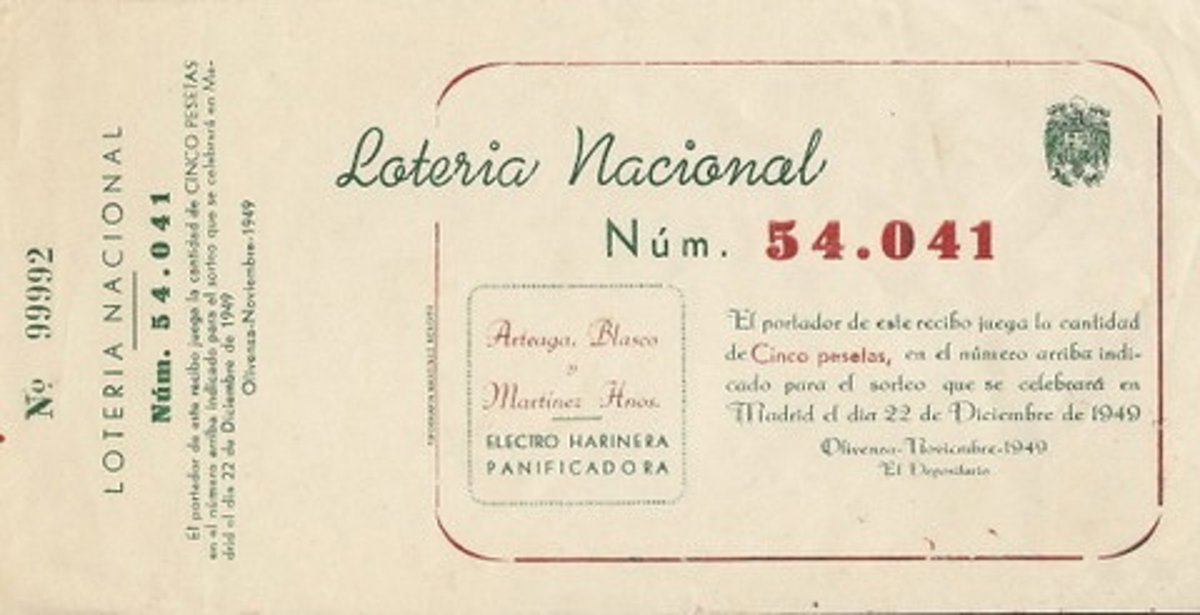 Nº 99992
LOTERIA NACIONAL
Núm. 54.041
El portador de este recibo juega la cantidad de CINCO PESETAS
en el número arriba indicado para el sorteo que se celebrará en Ma-
drid el día 22 de Diciembre de 1949
Olivenza-Noviembre-1949
Loteria Nacional
Núm. 54.041
Arteaga, Blasco
y
Martínez Hnos.
ELECTRO HARINERA
PANIFICADORA
El portador de este recibo juega la cantidad
de Cinco pesetas, en el número arriba indi-
cado para el sorteo que se celebrará en
Madrid el día 22 de Diciembre de 1949
Olivenza-Noviembre-1949
El Depositario